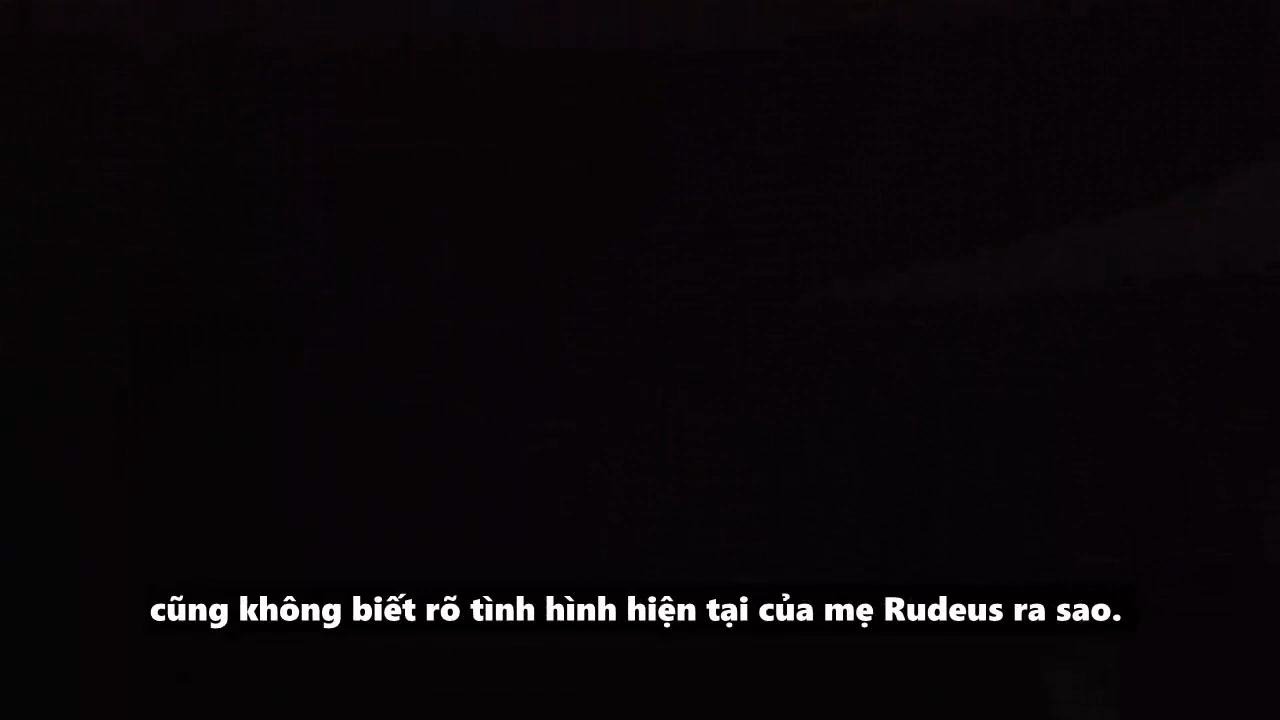 cũng không biết rõ tình hình hiện tại của mẹ Rudeus ra sao.